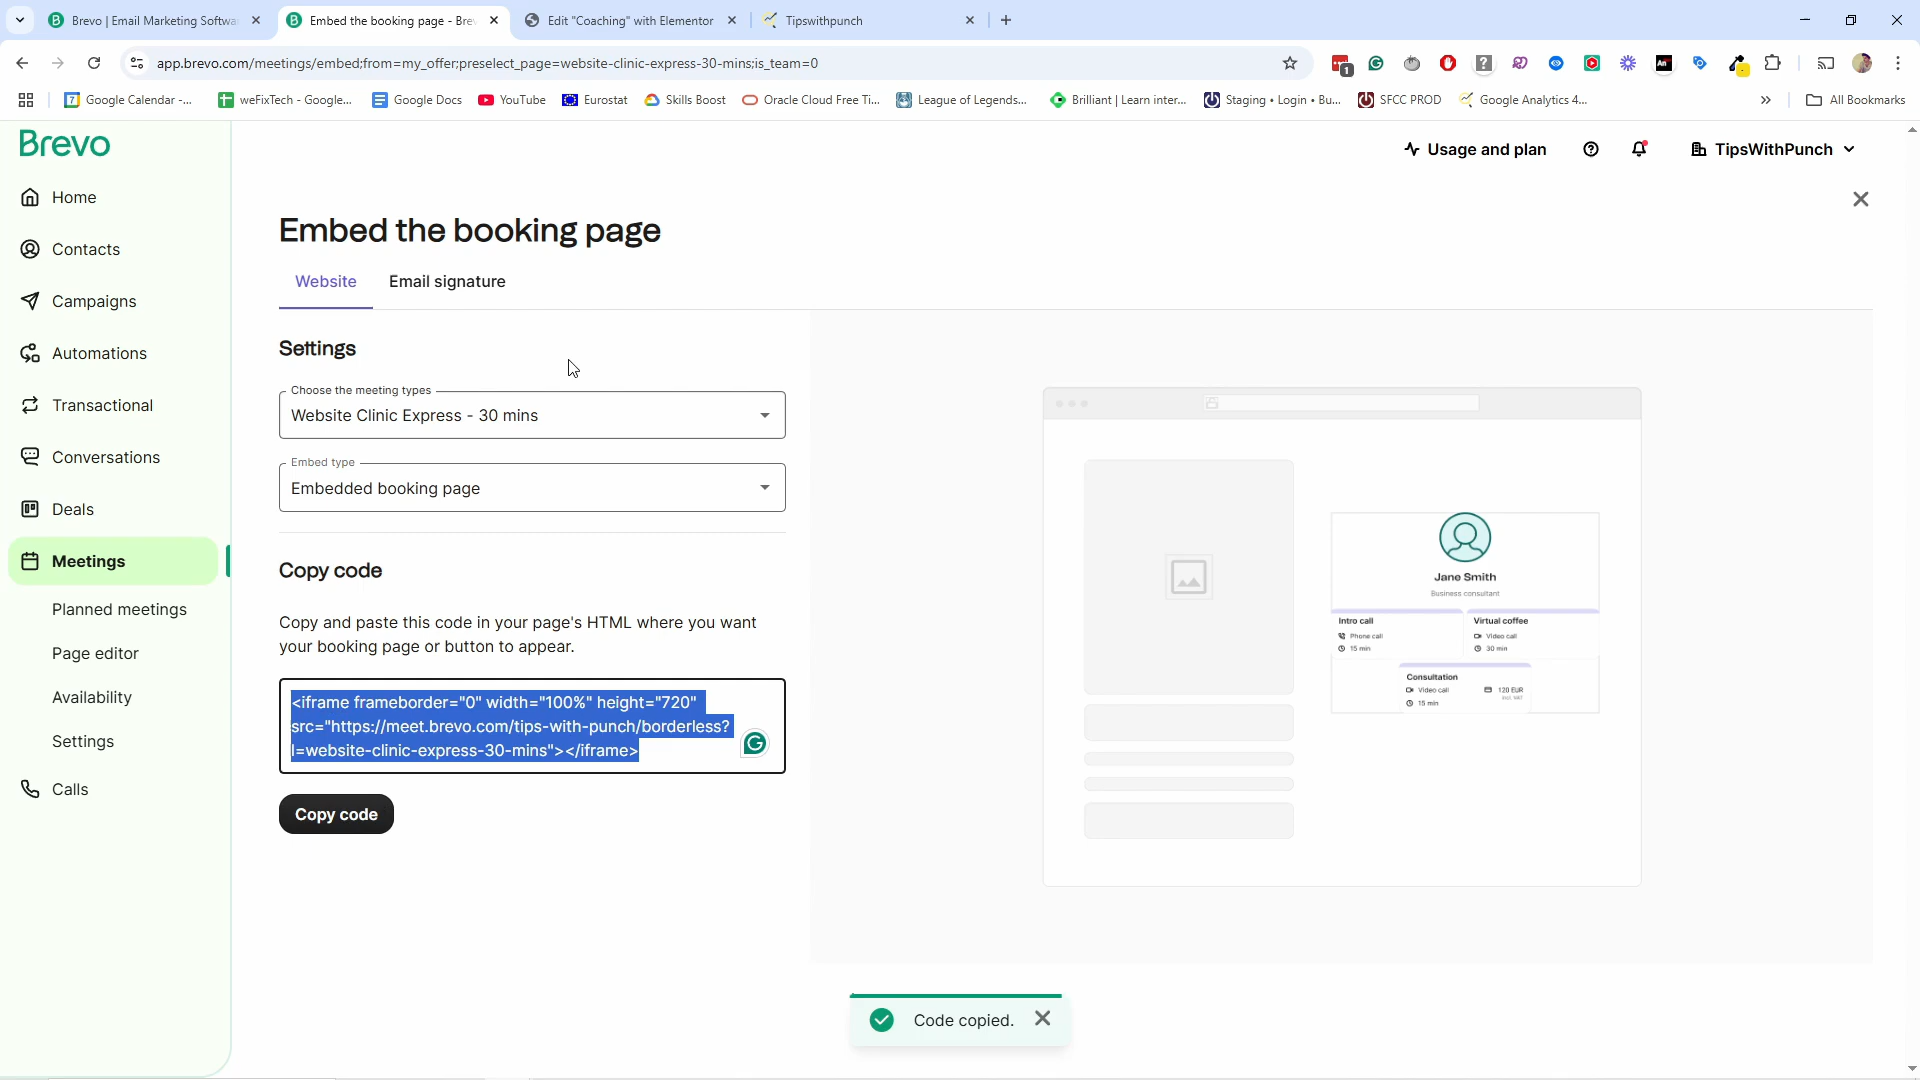 Brevo | Email Marketing Softwa
Embed the booking page - Bre
Edit "Coaching" with Elementor
Tipswithpunch
app.brevo.com/meetings/embed;from=my_offer;preselect_page=website-clinic-express-30-mins;is_team=0
1
Google Calendar -...
weFixTech - Google...
Google Docs
YouTube
Eurostat
Skills Boost
Oracle Cloud Free Ti...
League of Legends...
Brilliant | Learn inter...
Staging • Login • Bu...
SFCC PROD
Google Analytics 4...
All Bookmarks
Brevo
Usage and plan
TipsWithPunch
Home
Contacts
Campaigns
Automations
Transactional
Conversations
Deals
Meetings
Planned meetings
Page editor
Availability
Settings
Calls
Embed the booking page
Website
Email signature
Settings
Choose the meeting types
Website Clinic Express - 30 mins
Embed type
Embedded booking page
Copy code
Copy and paste this code in your page's HTML where you want
your booking page or button to appear.
<iframe frameborder="0" width="100%" height="720"
src="https://meet.brevo.com/tips-with-punch/borderless?
l=website-clinic-express-30-mins"></iframe>
Copy code
Jane Smith
Business consultant
Intro call
Phone call
15 min
Virtual coffee
Video call
30 min
Consultation
Video call
120 EUR
15 min
Code copied.